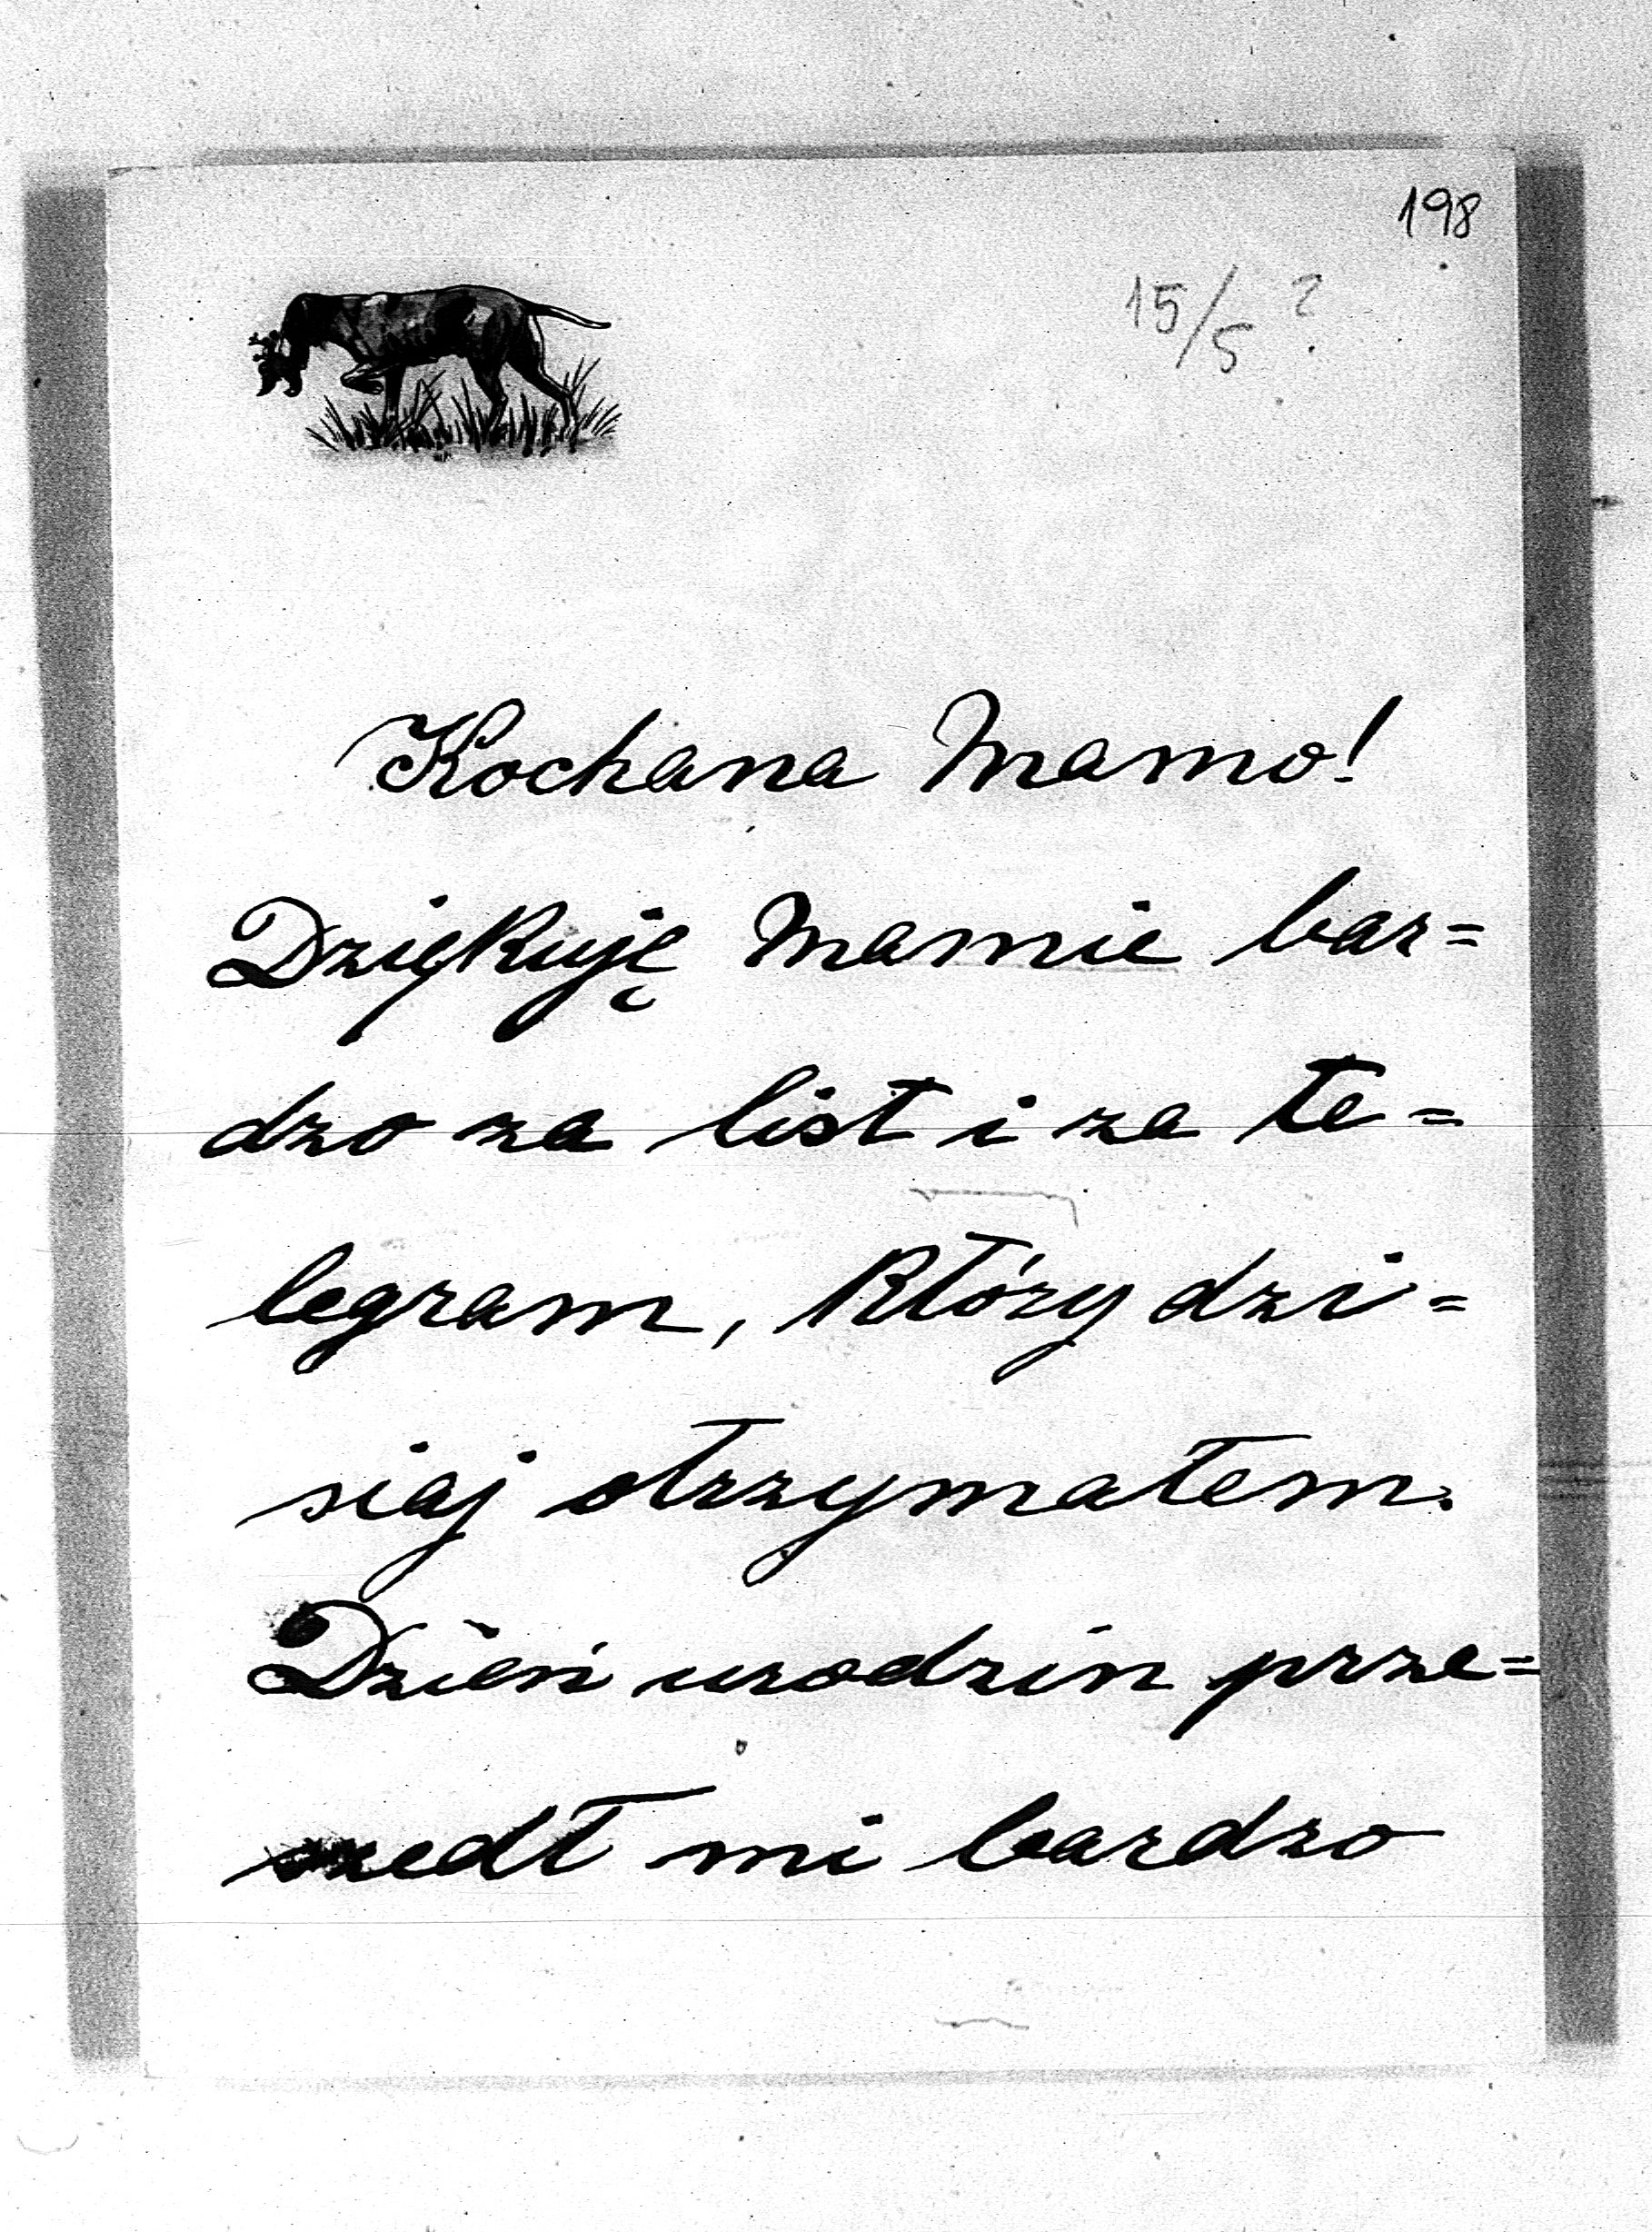 198
15/5 ?
Kochana Mamo!
Dziękuję Mamie bar=
dzo za list i za te=
legram, który dzi=
siaj otrzymałem.
Dzień urodzin prze=
szedł mi bardzo